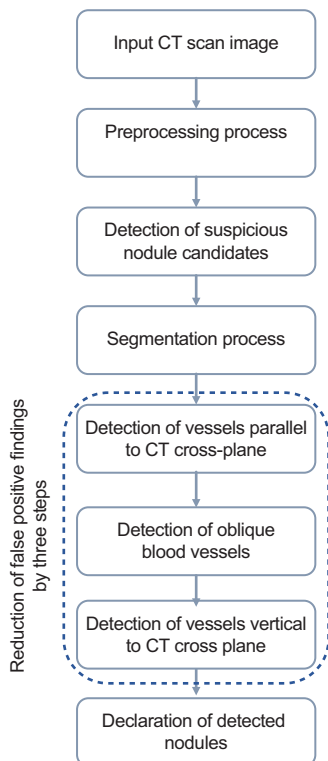 Input CT scan image
Preprocessing process
Detection of suspicious
nodule candidates
Segmentation process
Reduction of false positive findings
by three steps
Detection of vessels parallel
to CT cross-plane
Detection of oblique
blood vessels
Detection of vessels vertical
to CT cross plane
Declaration of detected
nodules